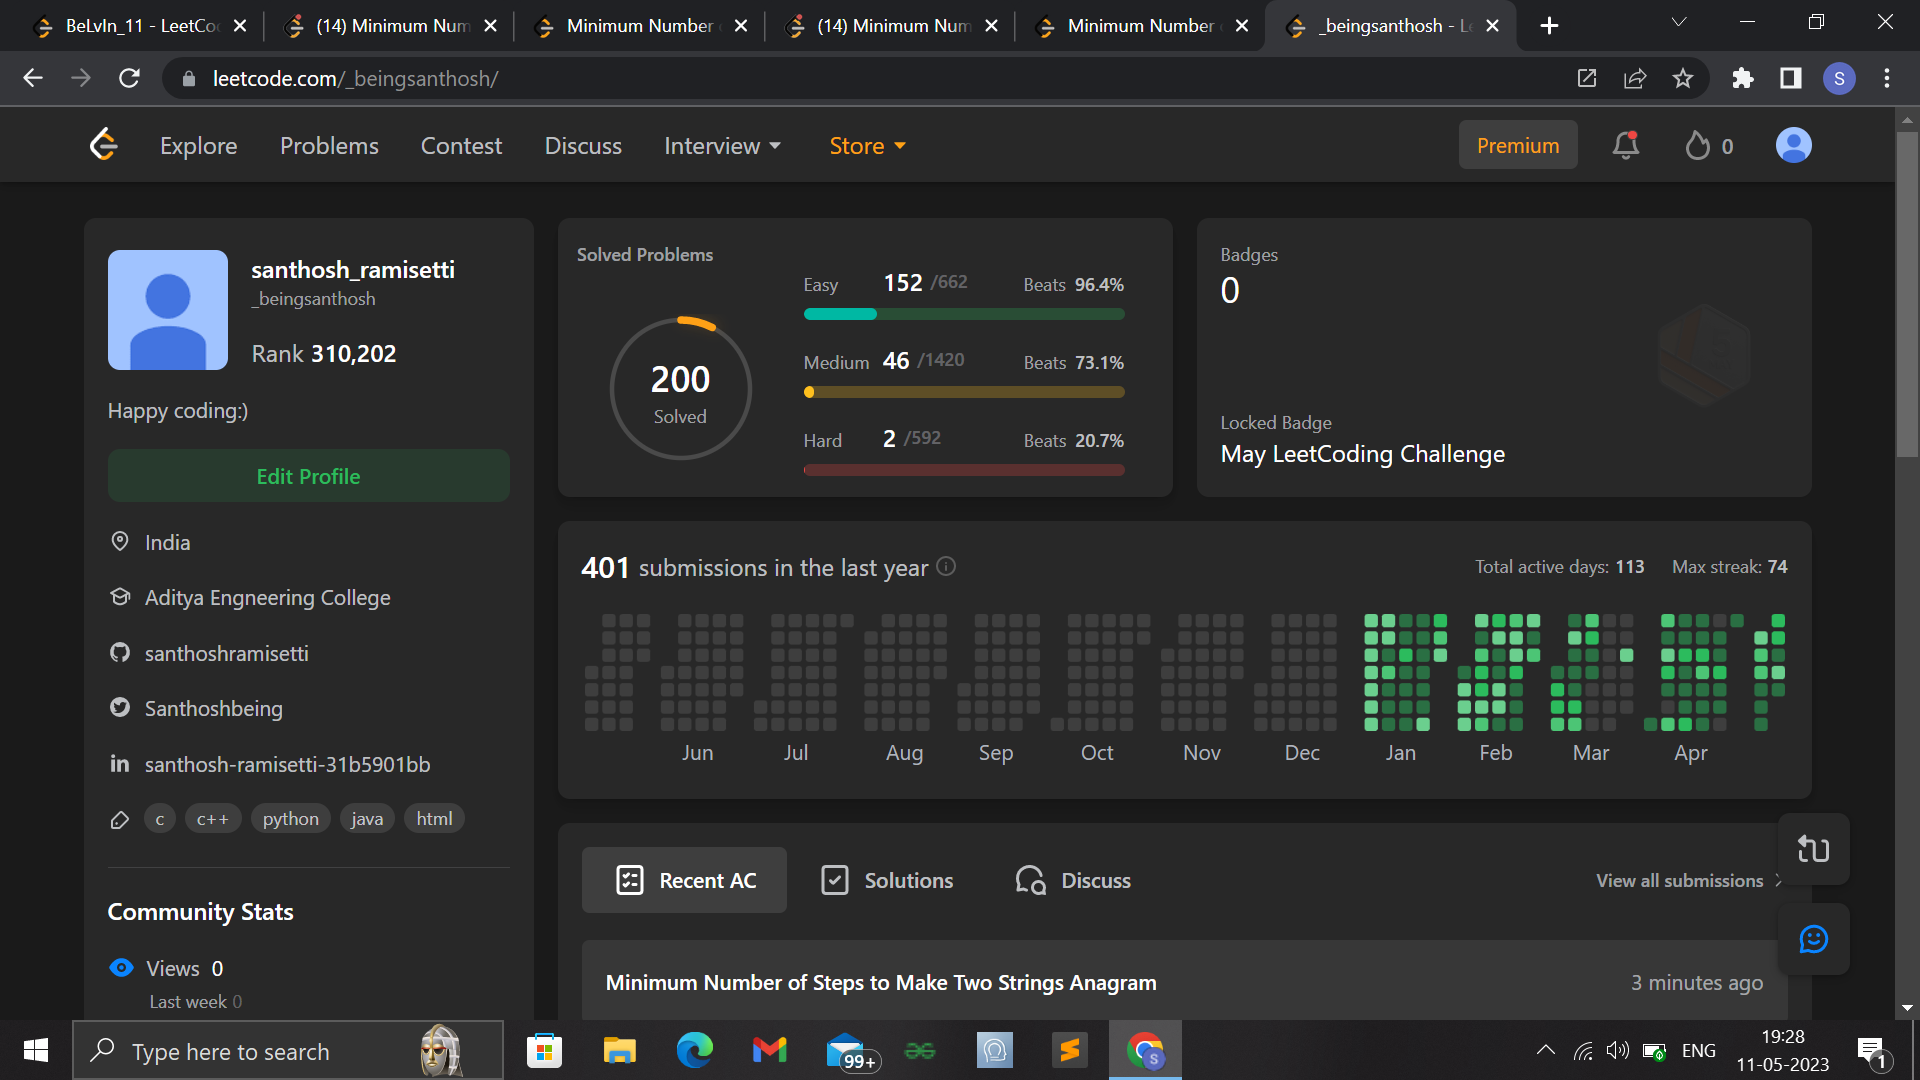 BeLvIn_11 - LeetCo
(14) Minimum Num
Minimum Number
(14) Minimum Num
Minimum Number
_beingsanthosh - Le
leetcode.com/_beingsanthosh/
S
Explore
Problems
Contest
Discuss
Interview
Store
Premium
0
santhosh_ramisetti
_beingsanthosh
Rank 310,202
Happy coding:)
Edit Profile
India
Aditya Engneering College
santhoshramisetti
Santhoshbeing
santhosh-ramisetti-31b5901bb
c
c++
python
java
html
Community Stats
Views 0
Last week 0
Solved Problems
200
Solved
Easy 152 /662 Beats 96.4%
Medium 46 /1420 Beats 73.1%
Hard 2 /592 Beats 20.7%
Badges
0
Locked Badge
May LeetCoding Challenge
401 submissions in the last year
Total active days: 113
Max streak: 74
Jun Jul Aug Sep Oct Nov Dec Jan Feb Mar Apr
Recent AC
Solutions
Discuss
View all submissions
Minimum Number of Steps to Make Two Strings Anagram
3 minutes ago
Type here to search
99+
S
ENG
19:28
11-05-2023
1